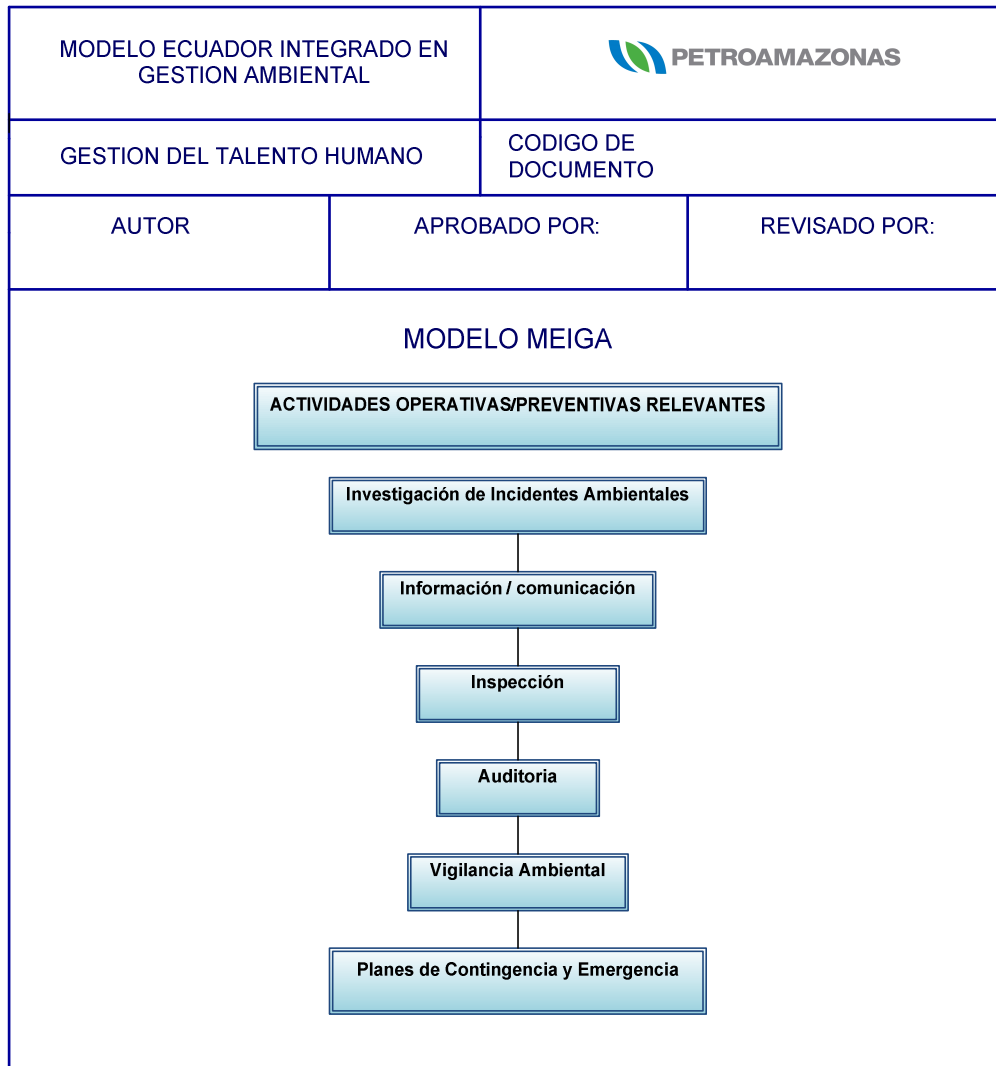 MODELO ECUADOR INTEGRADO EN
GESTION AMBIENTAL
PETROAMAZONAS
GESTION DEL TALENTO HUMANO
CODIGO DE
DOCUMENTO
AUTOR
APROBADO POR:
REVISADO POR:
MODELO MEIGA
ACTIVIDADES OPERATIVAS/PREVENTIVAS RELEVANTES
Investigación de Incidentes Ambientales
Información / comunicación
Inspección
Auditoria
Vigilancia Ambiental
Planes de Contingencia y Emergencia